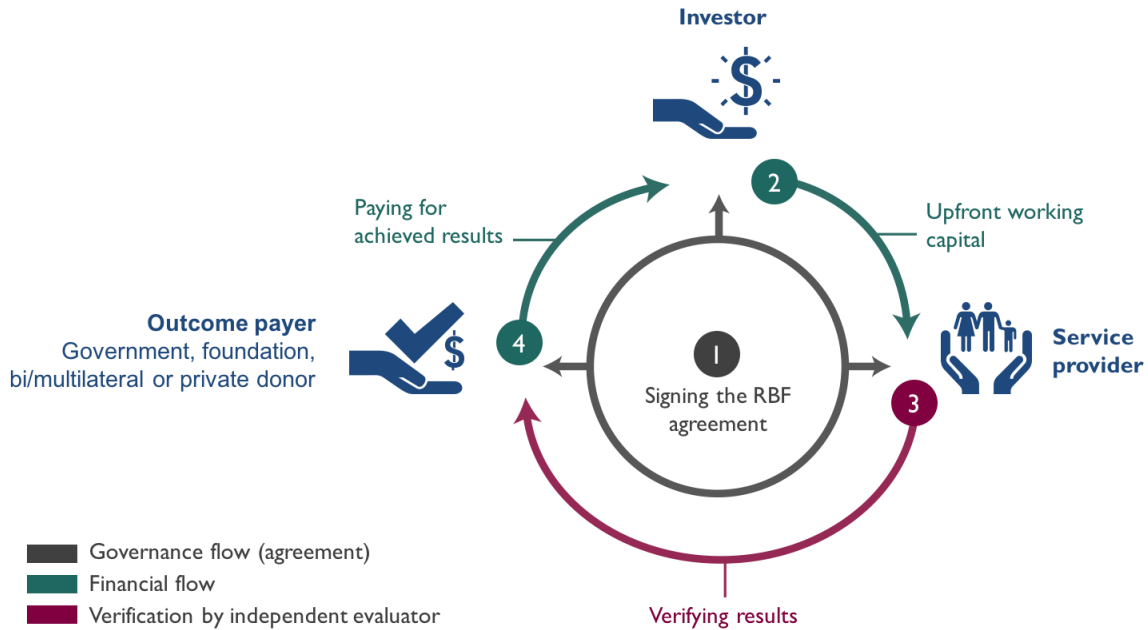 Investor
$
2
Paying for
achieved results
Upfront working
capital
Outcome payer
Government, foundation,
bi/multilateral or private donor
$
4
1
Signing the RBF
agreement
Service
provider
3
Governance flow (agreement)
Financial flow
Verification by independent evaluator
Verifying results